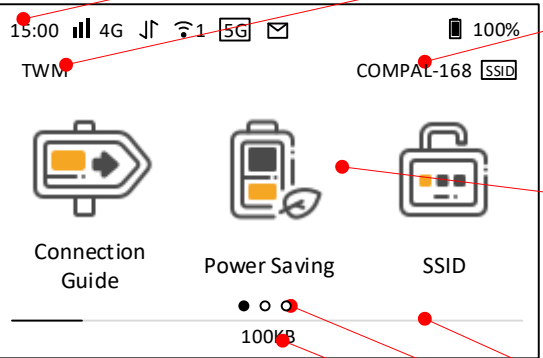 15:00 4G 1 5G 100%
TWM COMPAL-168 SSID
Connection
Guide
Power Saving
SSID
100KB